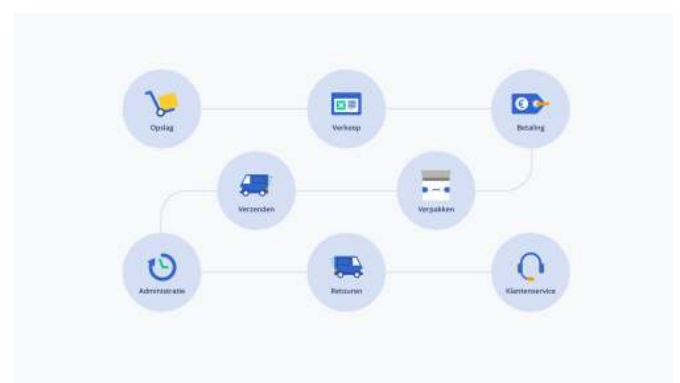 Opslag
Verkoop
Betaling
Verzenden
Verpakken
Administratie
Retouren
Klantenservice